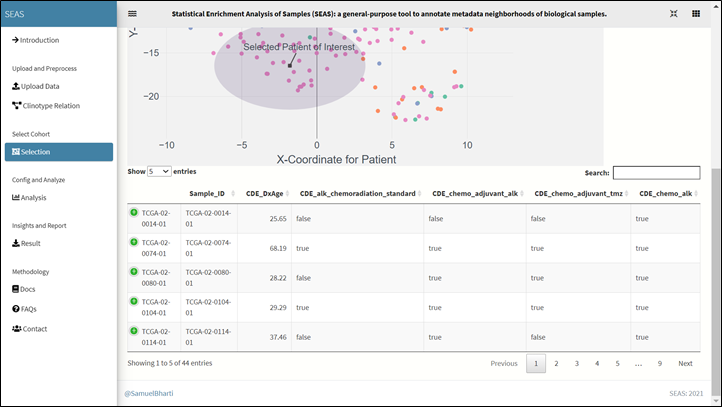 SEAS
Statistical Enrichment Analysis of Samples (SEAS): a general-purpose tool to annotate metadata neighborhoods of biological samples.
Introduction
Upload and Preprocess
Upload Data
Clinotype Relation
Select Cohort
Selection
Config and Analyze
Analysis
Insights and Report
Result
Methodology
Docs
FAQs
Contact
Y-
−15
−20
Selected Patient of Interest
−10
−5
0
5
10
X-Coordinate for Patient
Show 5 entries
Search:
Sample_ID CDE_DxAge CDE_alk_chemoradiation_standard CDE_chemo_adjuvant_alk CDE_chemo_adjuvant_tmz CDE_chemo_alk
TCGA-02- TCGA-02-0014- 25.65 false false false true
0014-01 01
TCGA-02- TCGA-02-0074- 68.19 true true true true
0074-01 01
TCGA-02- TCGA-02-0080- 28.22 false true true true
0080-01 01
TCGA-02- TCGA-02-0104- 29.29 true true true true
0104-01 01
TCGA-02- TCGA-02-0114- 37.46 false true false true
0114-01 01
Showing 1 to 5 of 44 entries
Previous 1 2 3 4 5 … 9 Next
@SamuelBharti
SEAS: 2021